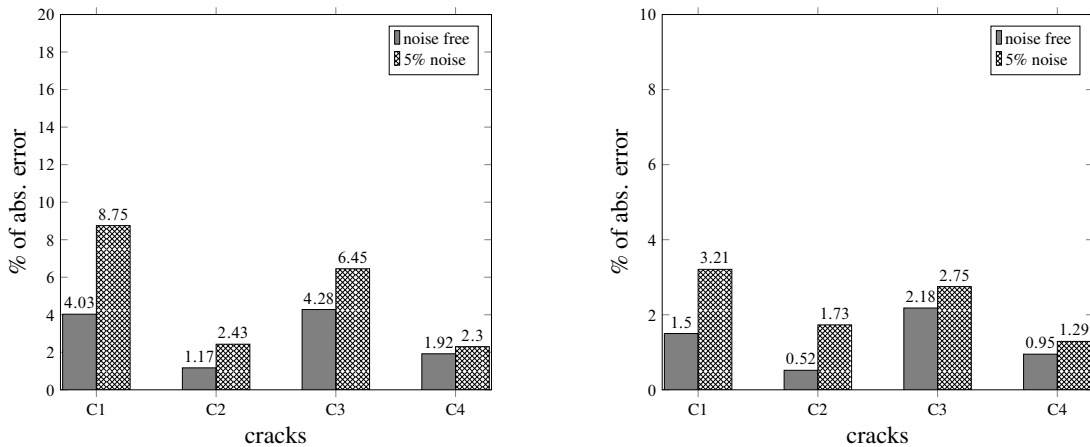 20
18
16
14
12
10
8
6
4
2
0
% of abs. error
noise free
5% noise
4.03
8.75
1.17
2.43
4.28
6.45
1.92
2.3
C1
C2
C3
C4
cracks
10
8
6
4
2
0
% of abs. error
noise free
5% noise
1.5
3.21
0.52
1.73
2.18
2.75
0.95
1.29
C1
C2
C3
C4
cracks